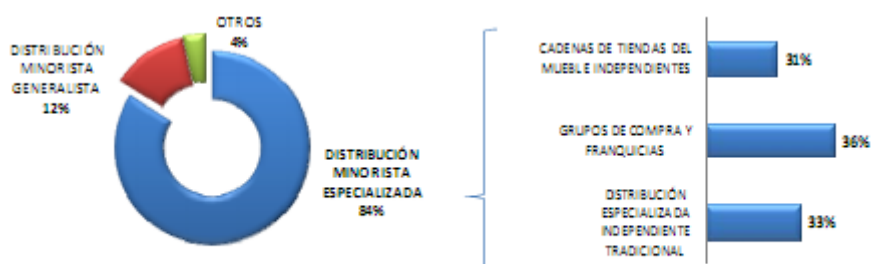 OTROS
4%
DISTRIBUCIÓN
MINORISTA
GENERALISTA
12%
DISTRIBUCIÓN
MINORISTA
ESPECIALIZADA
84%
CADENAS DE TIENDAS DEL
MUEBLE INDEPENDIENTES
31%
GRUPOS DE COMPRA Y
FRANQUICIAS
36%
DISTRIBUCIÓN
ESPECIALIZADA
INDEPENDIENTE
TRADICIONAL
33%